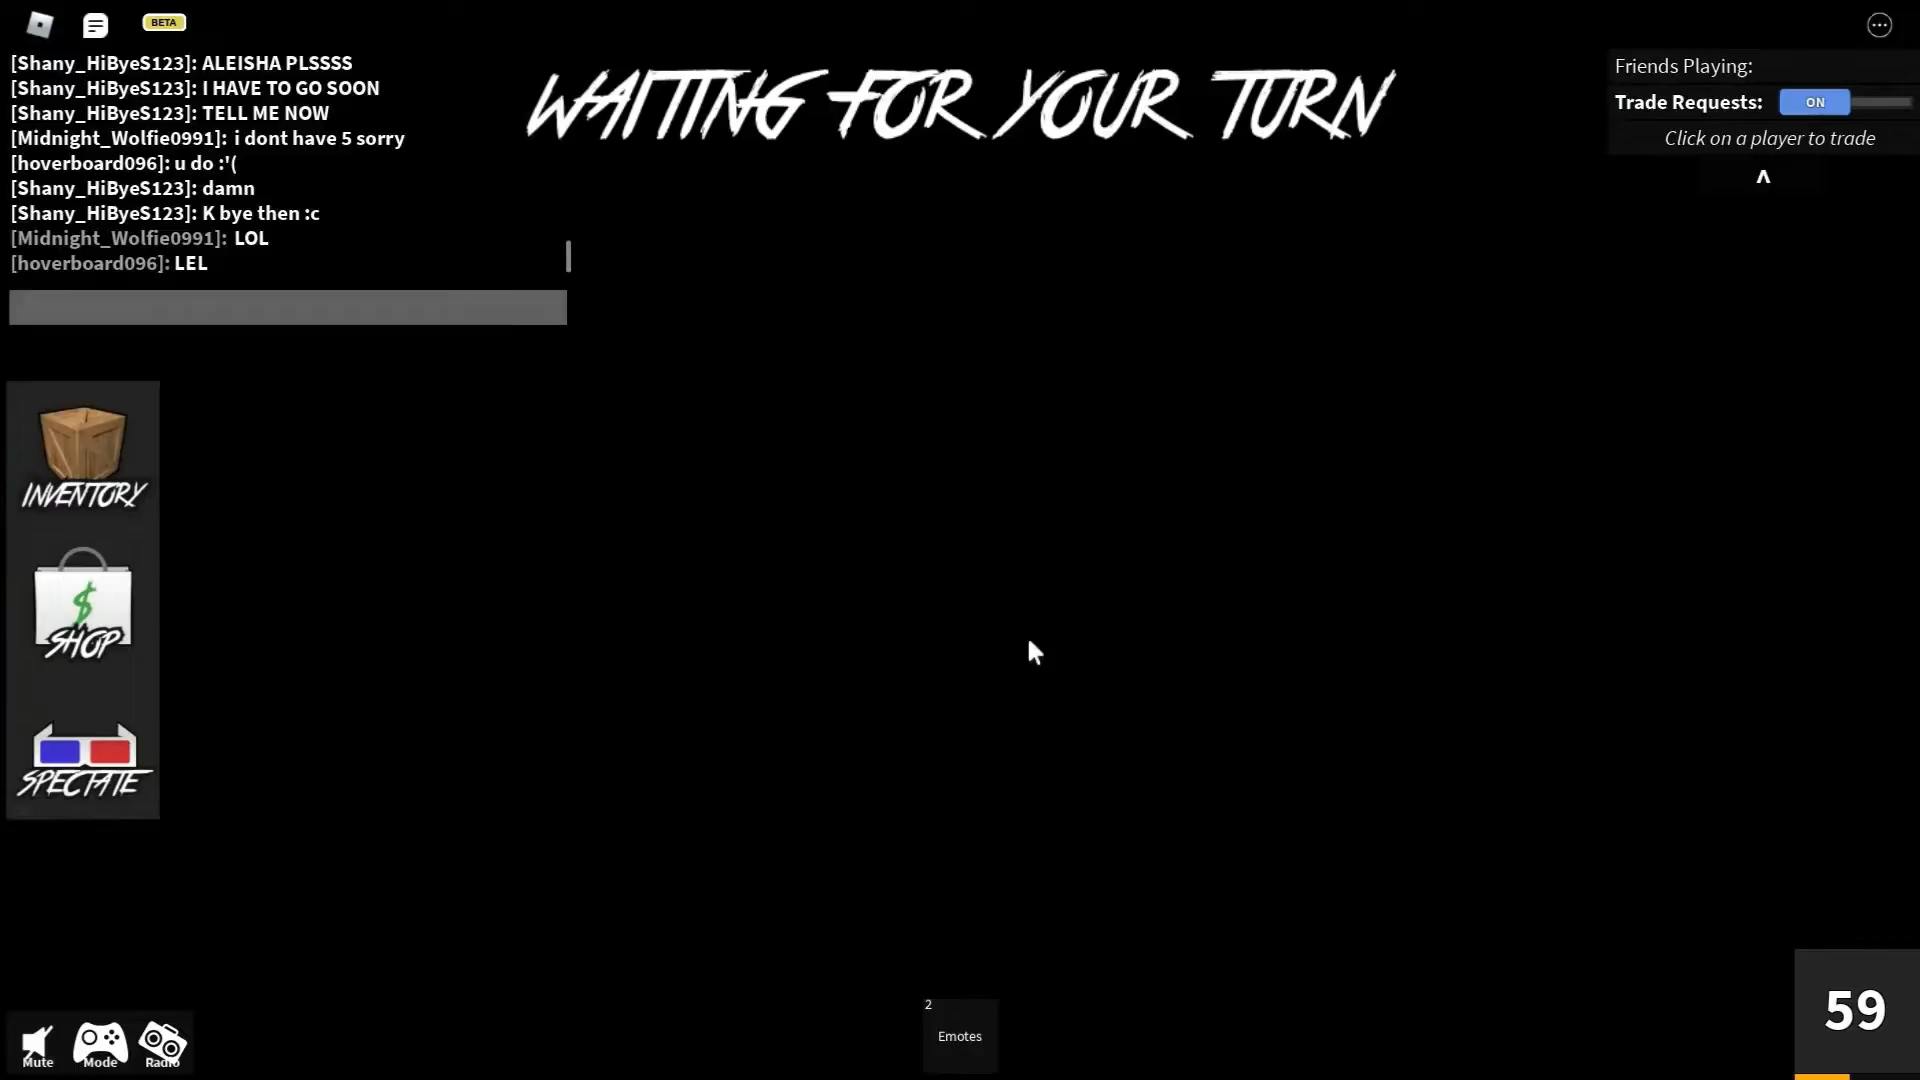 BETA
[Shany_HiByeS123]: ALEISHA PLSSSS
[Shany_HiByeS123]: I HAVE TO GO SOON
[Shany_HiByeS123]: TELL ME NOW
[Midnight_Wolfie0991]: i dont have 5 sorry
[hoverboard096]: u do :'(
[Shany_HiByeS123]: damn
[Shany_HiByeS123]: K bye then :c
[Midnight_Wolfie0991]: LOL
[hoverboard096]: LEL
WAITING FOR YOUR TURN
Friends Playing:
Trade Requests: ON
Click on a player to trade
INVENTORY
$
SHOP
SPECTATE
Mute
Mode
Radio
2
Emotes
59